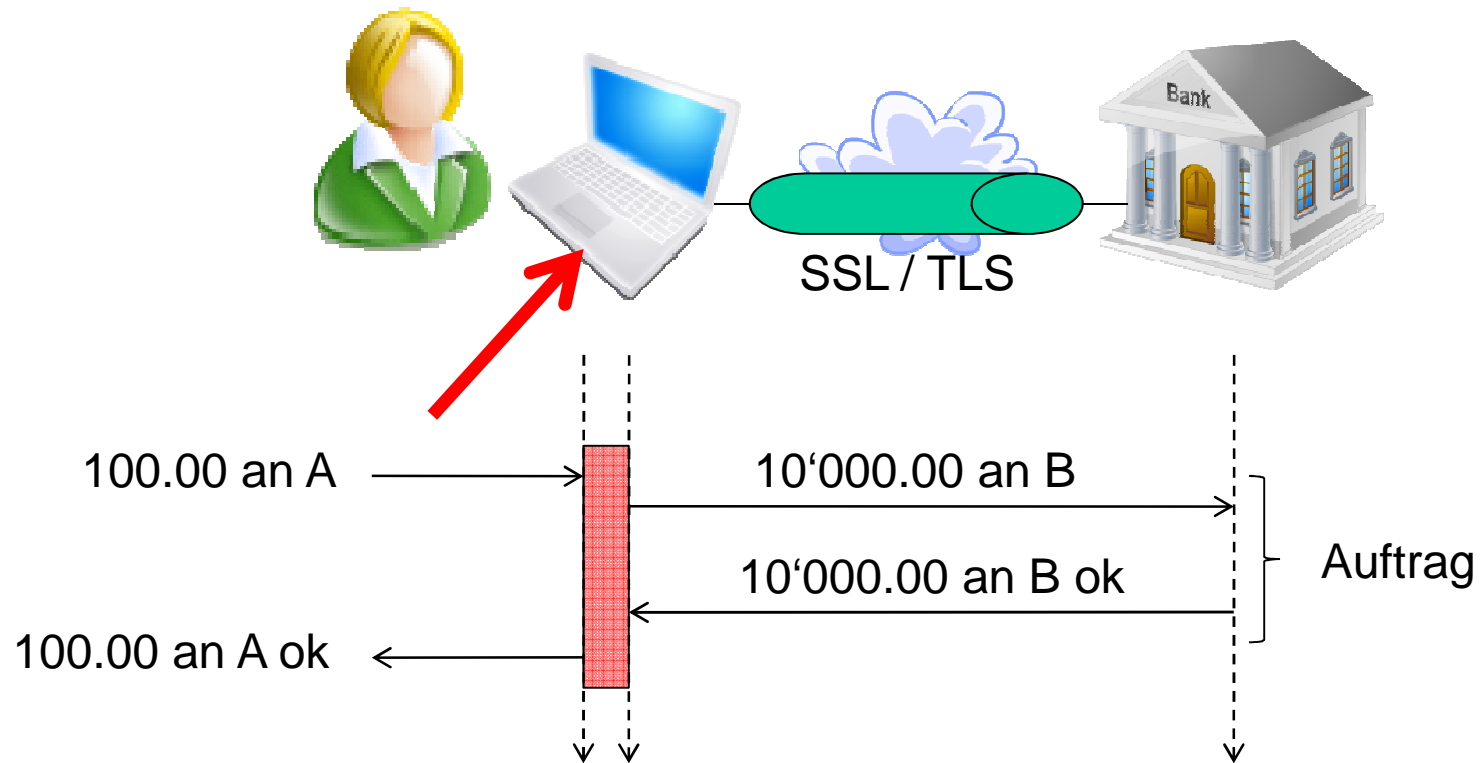 Bank
SSL / TLS
100.00 an A
10‘000.00 an B
10‘000.00 an B ok
Auftrag
100.00 an A ok